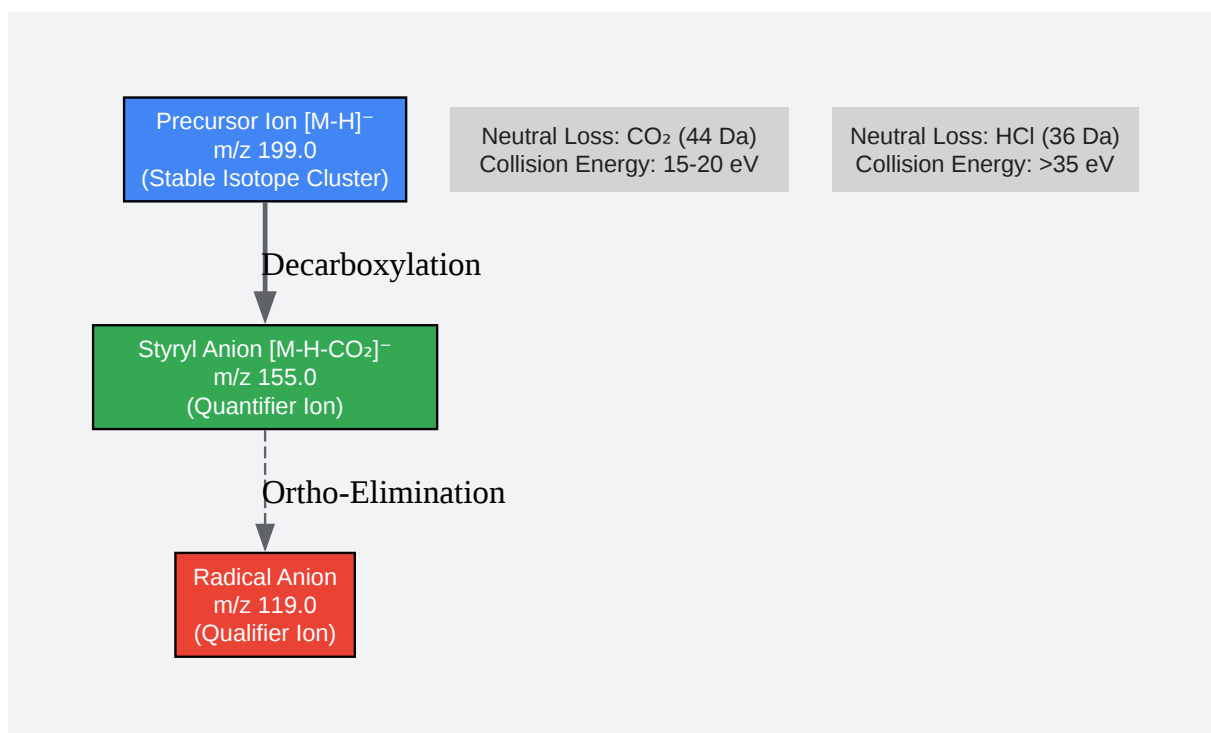 Precursor Ion [M-H]⁻
m/z 199.0
(Stable Isotope Cluster)
Neutral Loss: CO₂ (44 Da)
Collision Energy: 15-20 eV
Neutral Loss: HCl (36 Da)
Collision Energy: >35 eV
Decarboxylation
Styryl Anion [M-H-CO₂]⁻
m/z 155.0
(Quantifier Ion)
Ortho-Elimination
Radical Anion
m/z 119.0
(Qualifier Ion)